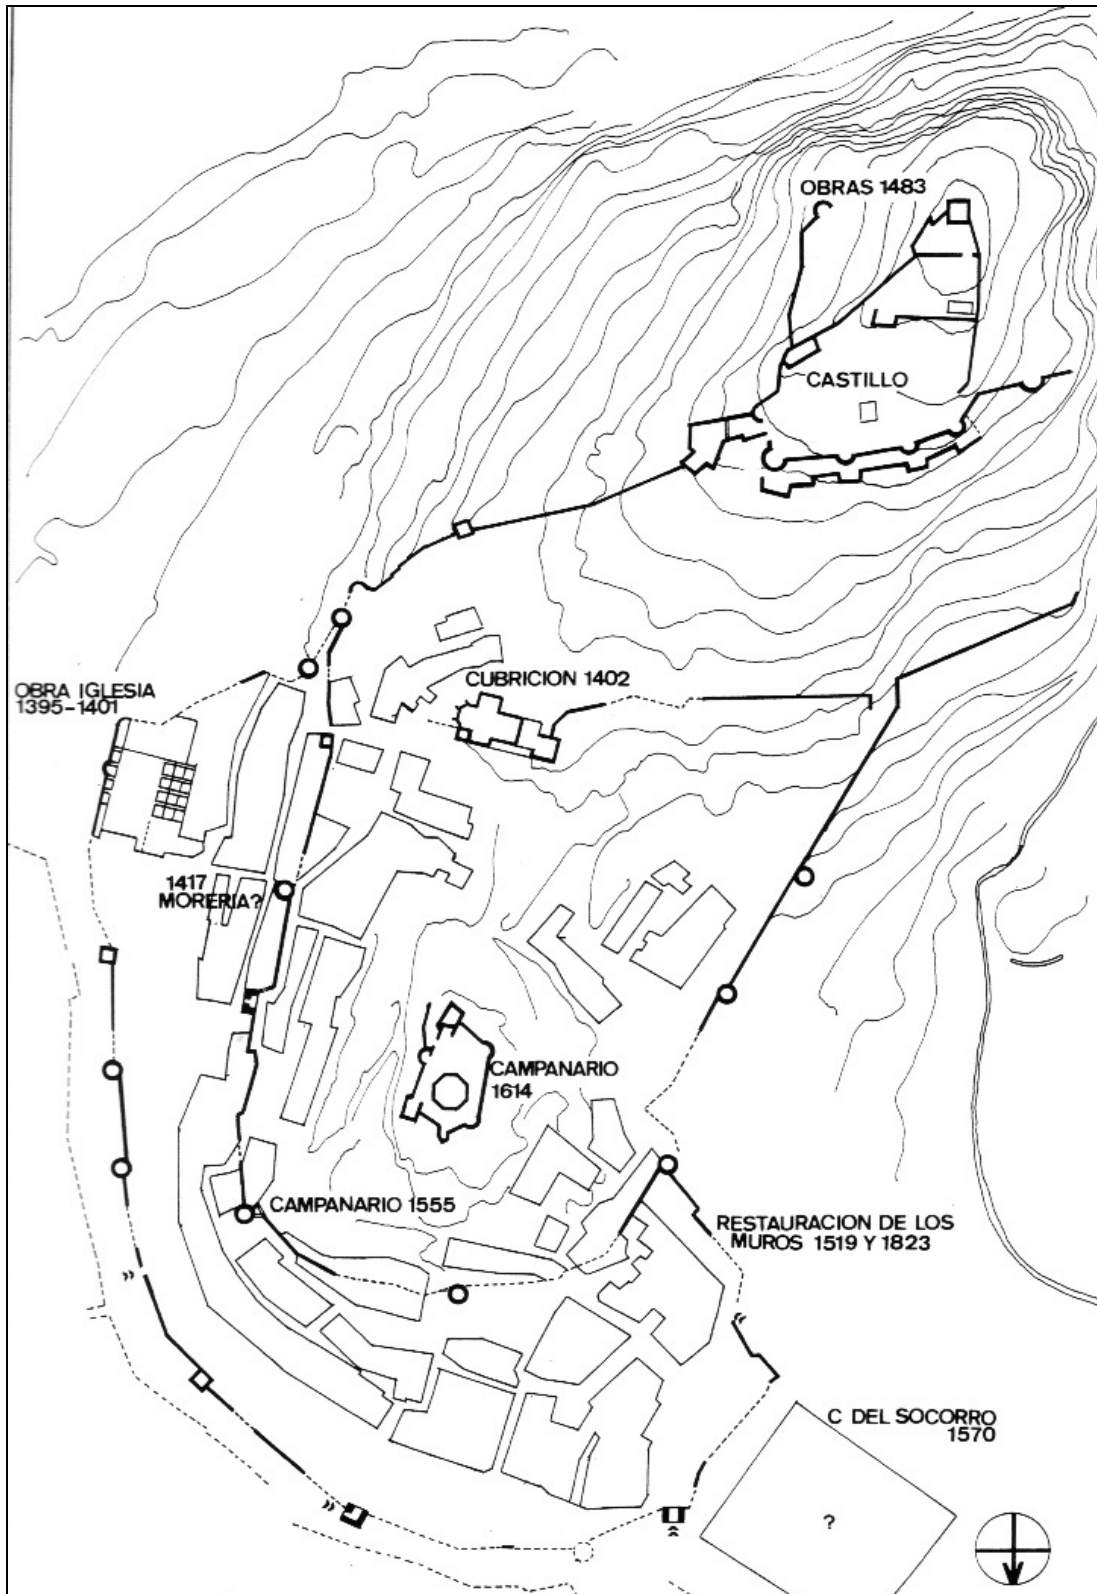 OBRAS 1483
CASTILLO
CUBRICION 1402
OBRA IGLESIA
1395-1401
1417
MORERIA?
CAMPANARIO
1614
CAMPANARIO 1555
RESTAURACION DE LOS
MUROS 1519 Y 1823
C DEL SOCORRO
1570
?